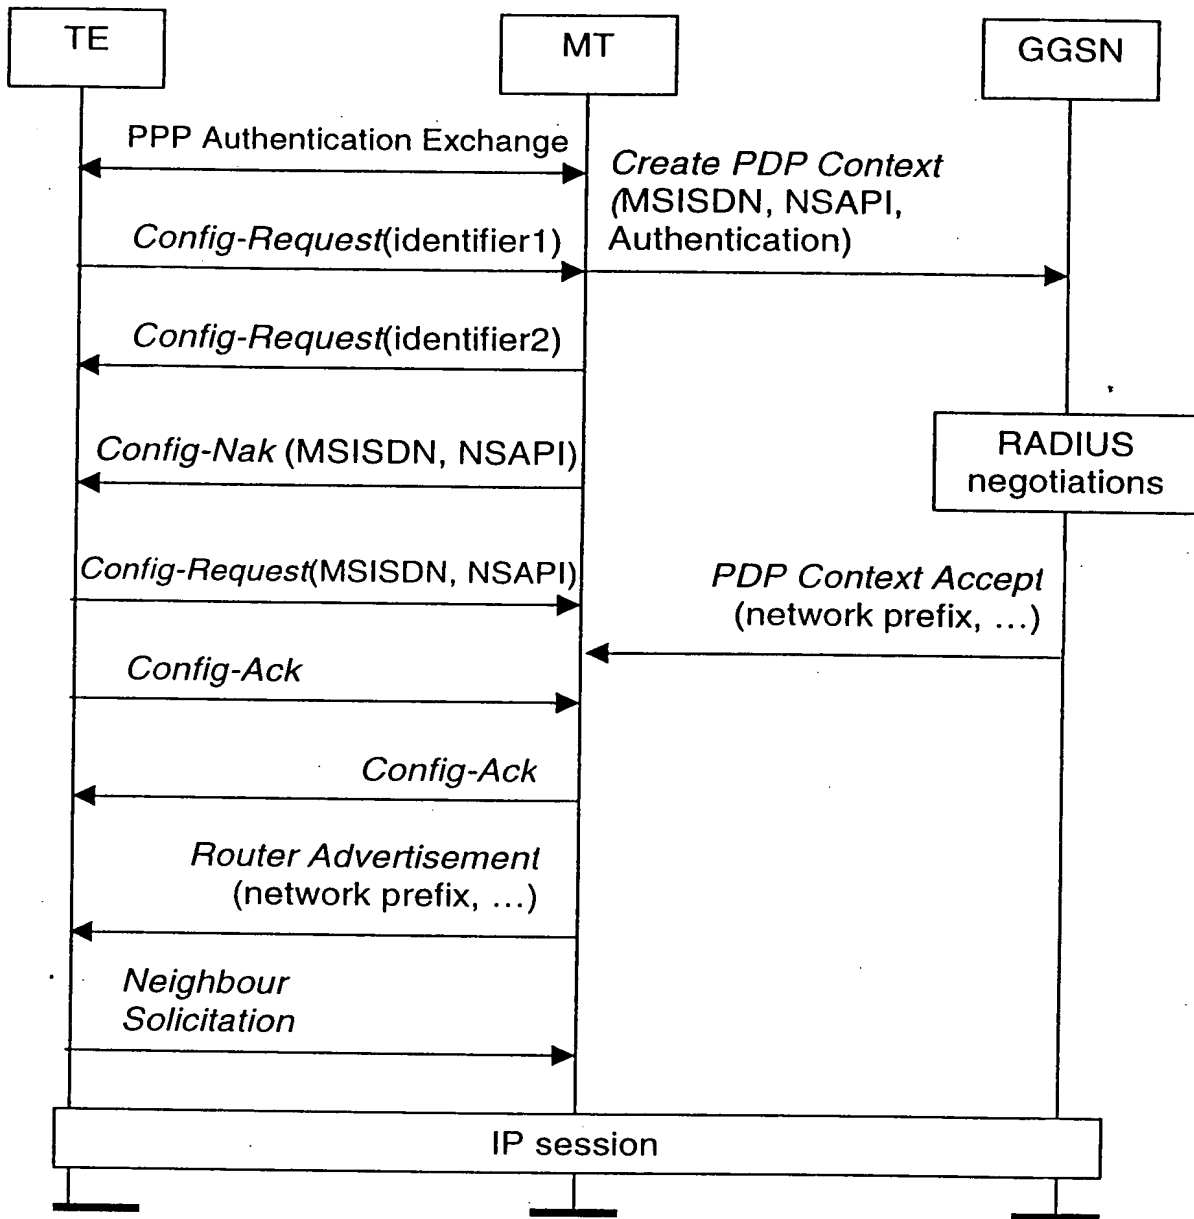 TE
MT
GGSN
PPP Authentication Exchange
Create PDP Context
(MSISDN, NSAPI,
Authentication)
Config-Request(identifier1)
Config-Request(identifier2)
Config-Nak (MSISDN, NSAPI)
RADIUS
negotiations
Config-Request(MSISDN, NSAPI)
PDP Context Accept
(network prefix, ...)
Config-Ack
Config-Ack
Router Advertisement
(network prefix, ...)
Neighbour
Solicitation
IP session